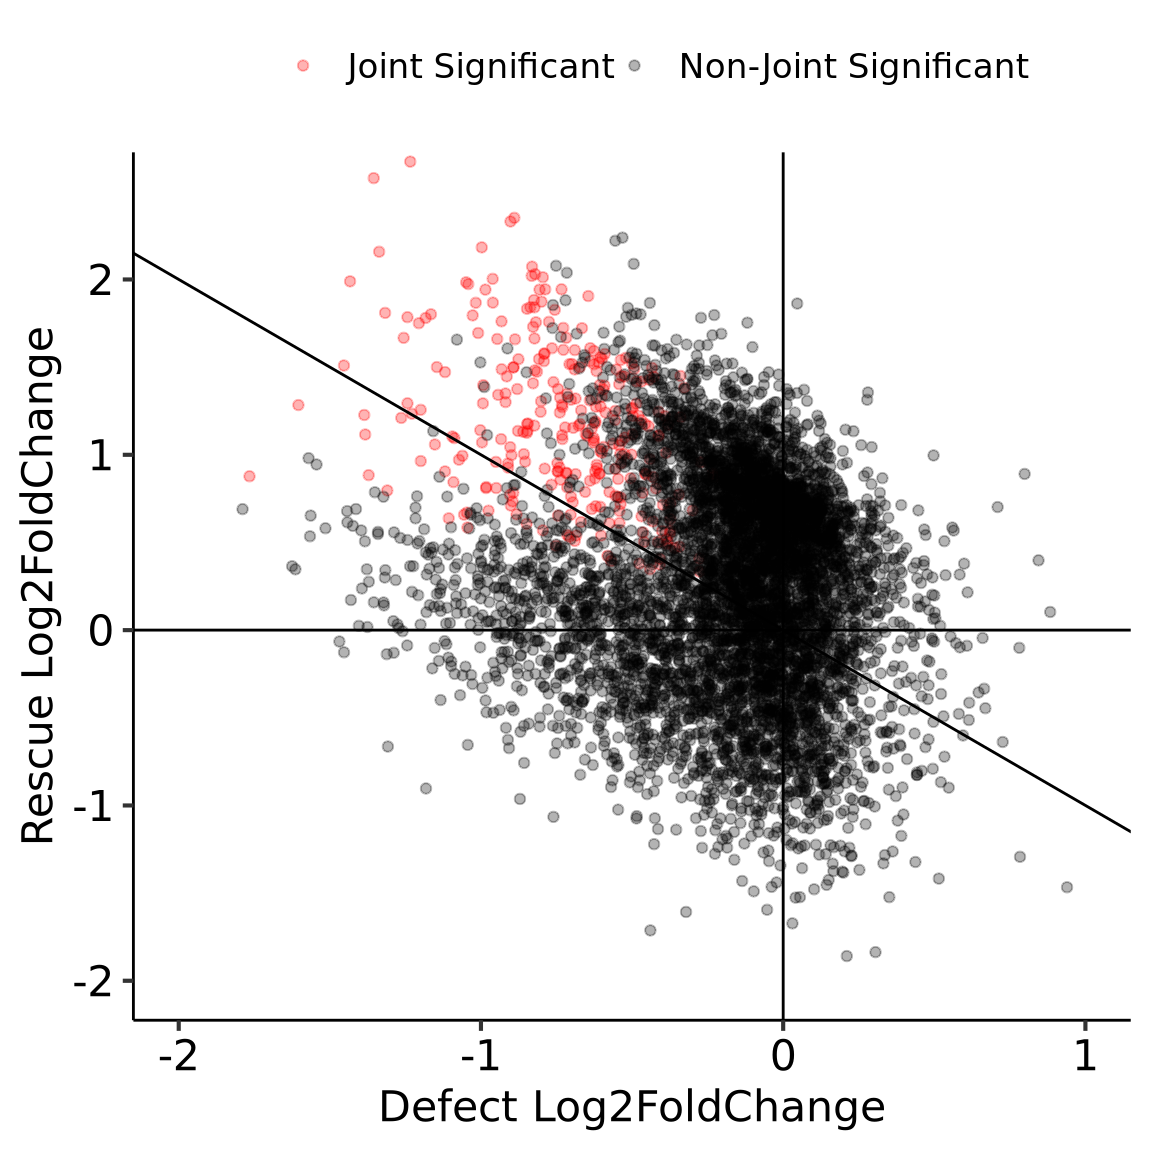 Joint Significant Non-Joint Significant
Rescue Log2FoldChange
2
1
0
-1
-2
-2 -1 0 1
Defect Log2FoldChange